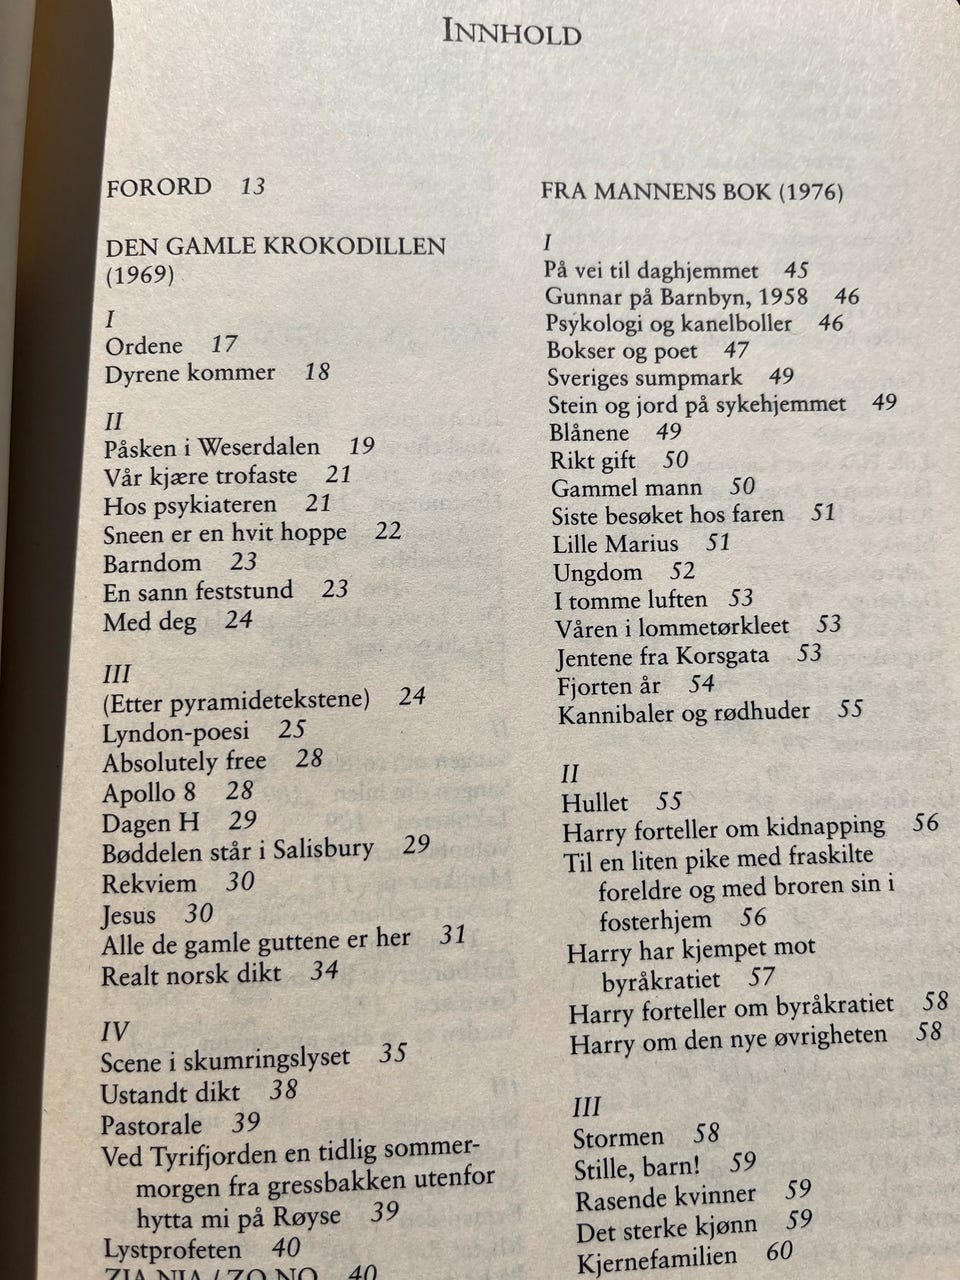 INNHOLD
FORORD 13
DEN GAMLE KROKODILLEN
(1969)
I
Ordene 17
Dyrene kommer 18
II
Påsken i Weserdalen 19
Vår kjære trofaste 21
Hos psykiateren 21
Sneen er en hvit hoppe 22
Barndom 23
En sann feststund 23
Med deg 24
III
(Etter pyramidetekstene) 24
Lyndon-poesi 25
Absolutely free 28
Apollo 8 28
Dagen H 29
Bøddelen står i Salisbury 29
Rekviem 30
Jesus 30
Alle de gamle guttene er her 31
Realt norsk dikt 34
IV
Scene i skumringslyset 35
Ustandt dikt 38
Pastorale 39
Ved Tyrifjorden en tidlig sommer-
morgen fra gressbakken utenfor
hytta mi på Røyse 39
Lystprofeten 40
ZIA NIA / ZO NO 40
FRA MANNENS BOK (1976)
I
På vei til daghjemmet 45
Gunnar på Barnbyn, 1958 46
Psykologi og kanelboller 46
Bokser og poet 47
Sveriges sumpmark 49
Stein og jord på sykehjemmet 49
Blånene 49
Rikt gift 50
Gammel mann 50
Siste besøket hos faren 51
Lille Marius 51
Ungdom 52
I tomme luften 53
Våren i lommetørkleet 53
Jentene fra Korsgata 53
Fjorten år 54
Kannibaler og rødhuder 55
II
Hullet 55
Harry forteller om kidnapping 56
Til en liten pike med fraskilte
foreldre og med broren sin i
fosterhjem 56
Harry har kjempet mot
byråkratiet 57
Harry forteller om byråkratiet 58
Harry om den nye øvrigheten 58
III
Stormen 58
Stille, barn! 59
Rasende kvinner 59
Det sterke kjønn 59
Kjernefamilien 60